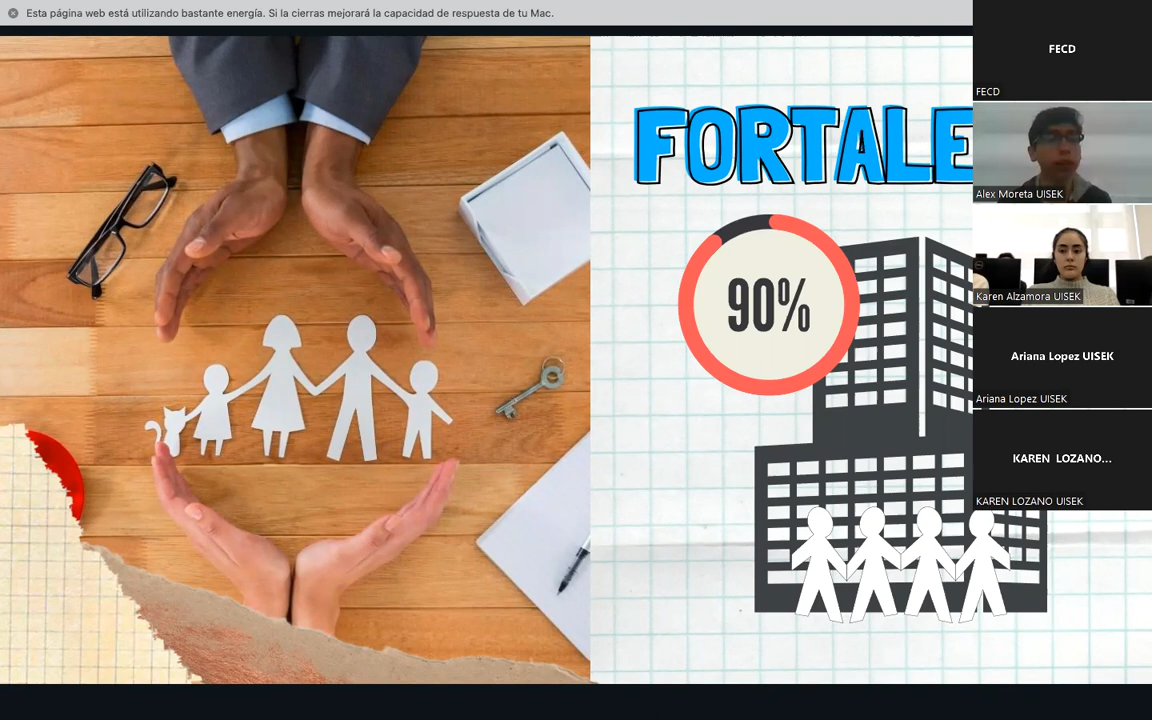 Esta página web está utilizando bastante energía. Si la cierras mejorará la capacidad de respuesta de tu Mac.
FORTALE
90%
FECD
FECD
Alex Moreta UISEK
Karen Alzamora UISEK
Ariana Lopez UISEK
Ariana Lopez UISEK
KAREN LOZANO...
KAREN LOZANO UISEK